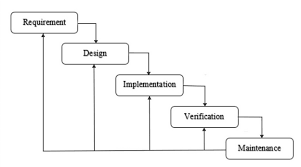 Requirement
Design
Implementation
Verification
Maintenance